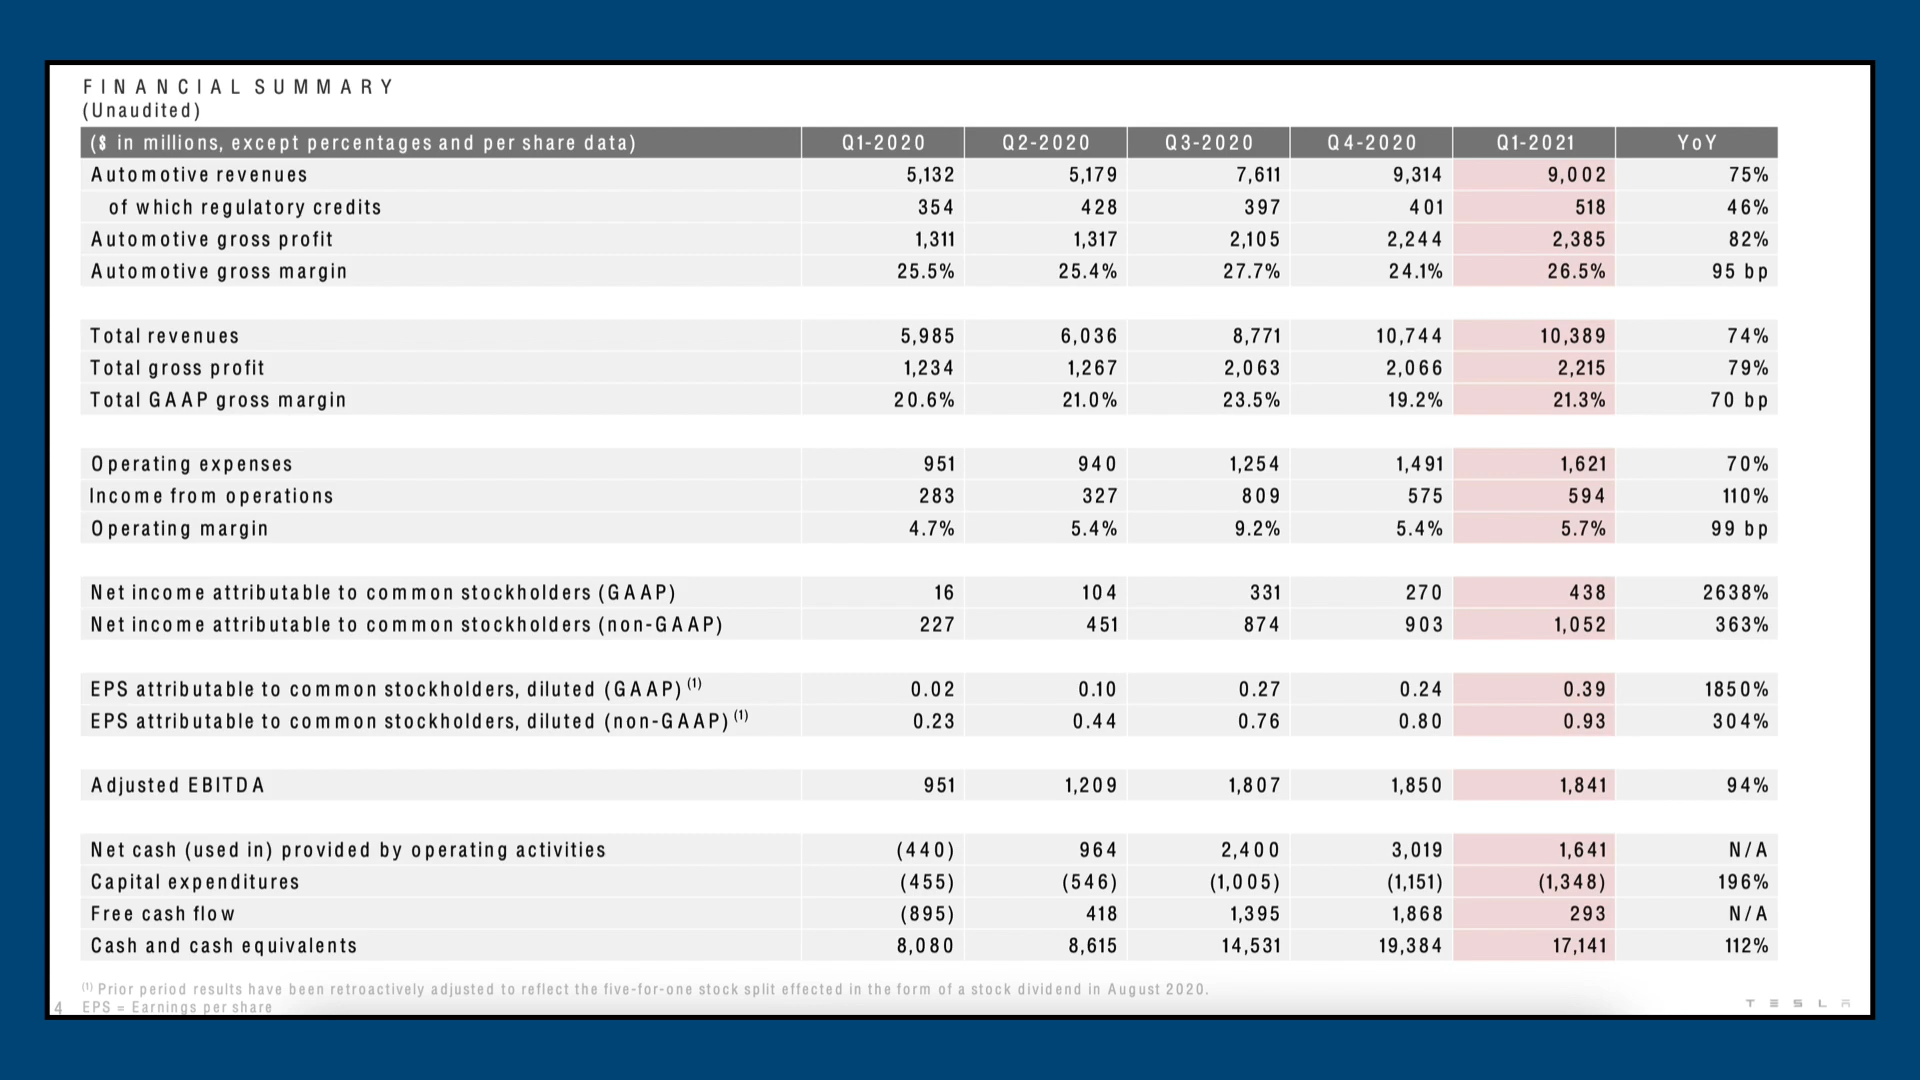 FINANCIAL SUMMARY
(Unaudited)
($ in millions, except percentages and per share data) Q1-2020 Q2-2020 Q3-2020 Q4-2020 Q1-2021 YoY
Automotive revenues 5,132 5,179 7,611 9,314 9,002 75%
of which regulatory credits 354 428 397 401 518 46%
Automotive gross profit 1,311 1,317 2,105 2,244 2,385 82%
Automotive gross margin 25.5% 25.4% 27.7% 24.1% 26.5% 95 bp
Total revenues 5,985 6,036 8,771 10,744 10,389 74%
Total gross profit 1,234 1,267 2,063 2,066 2,215 79%
Total GAAP gross margin 20.6% 21.0% 23.5% 19.2% 21.3% 70 bp
Operating expenses 951 940 1,254 1,491 1,621 70%
Income from operations 283 327 809 575 594 110%
Operating margin 4.7% 5.4% 9.2% 5.4% 5.7% 99 bp
Net income attributable to common stockholders (GAAP) 16 104 331 270 438 2638%
Net income attributable to common stockholders (non-GAAP) 227 451 874 903 1,052 363%
EPS attributable to common stockholders, diluted (GAAP) (1) 0.02 0.10 0.27 0.24 0.39 1850%
EPS attributable to common stockholders, diluted (non-GAAP) (1) 0.23 0.44 0.76 0.80 0.93 304%
Adjusted EBITDA 951 1,209 1,807 1,850 1,841 94%
Net cash (used in) provided by operating activities (440) 964 2,400 3,019 1,641 N/A
Capital expenditures (455) (546) (1,005) (1,151) (1,348) 196%
Free cash flow (895) 418 1,395 1,868 293 N/A
Cash and cash equivalents 8,080 8,615 14,531 19,384 17,141 112%
(1) Prior period results have been retroactively adjusted to reflect the five-for-one stock split effected in the form of a stock dividend in August 2020.
4 EPS = Earnings per share
TESLA